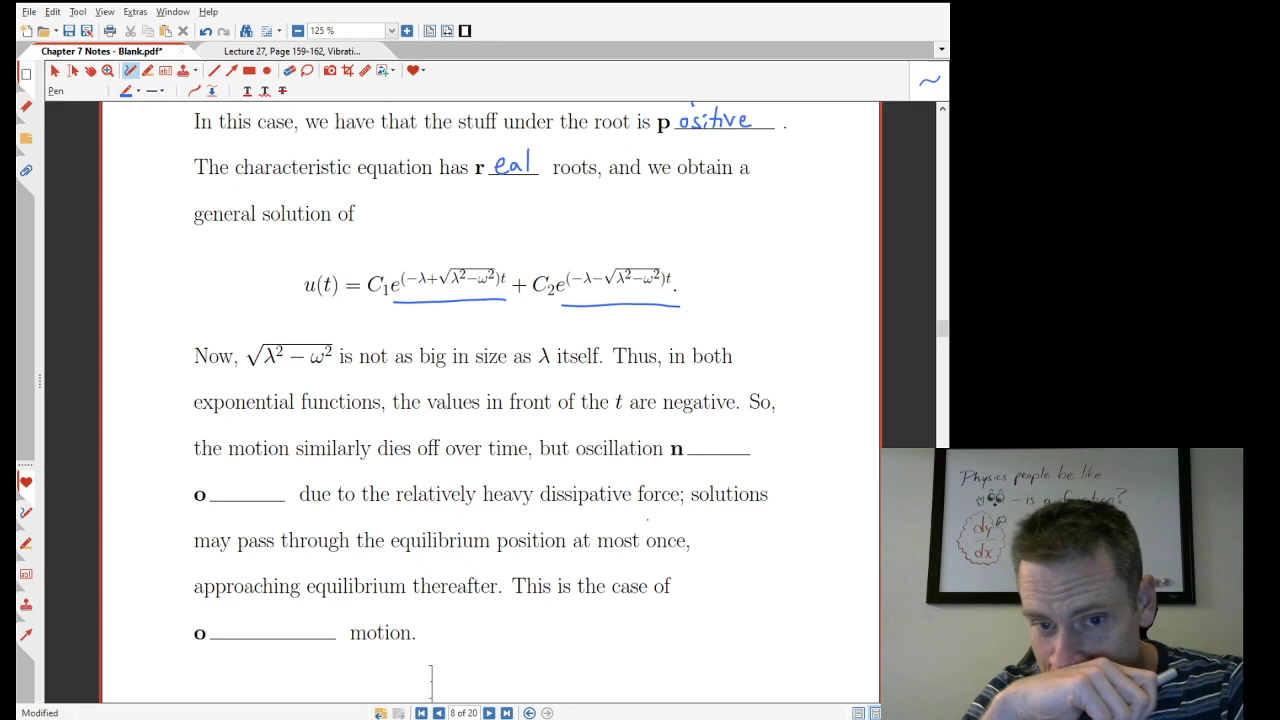 File Edit Tool View Extras Window Help
125 %
Chapter 7 Notes - Blank.pdf* Lecture 27, Page 159-162, Vibrati...
Pen
In this case, we have that the stuff under the root is positive .
The characteristic equation has real roots, and we obtain a
general solution of
u(t) = C₁e^{(−λ+√(λ²−ω²))t} + C₂e^{(−λ−√(λ²−ω²))t}.
Now, √(λ² − ω²) is not as big in size as λ itself. Thus, in both
exponential functions, the values in front of the t are negative. So,
the motion similarly dies off over time, but oscillation n______
o_______ due to the relatively heavy dissipative force; solutions
may pass through the equilibrium position at most once,
approaching equilibrium thereafter. This is the case of
o____________ motion.
Modified 8 of 20
Physics people be like
– is a function?
dy
dx